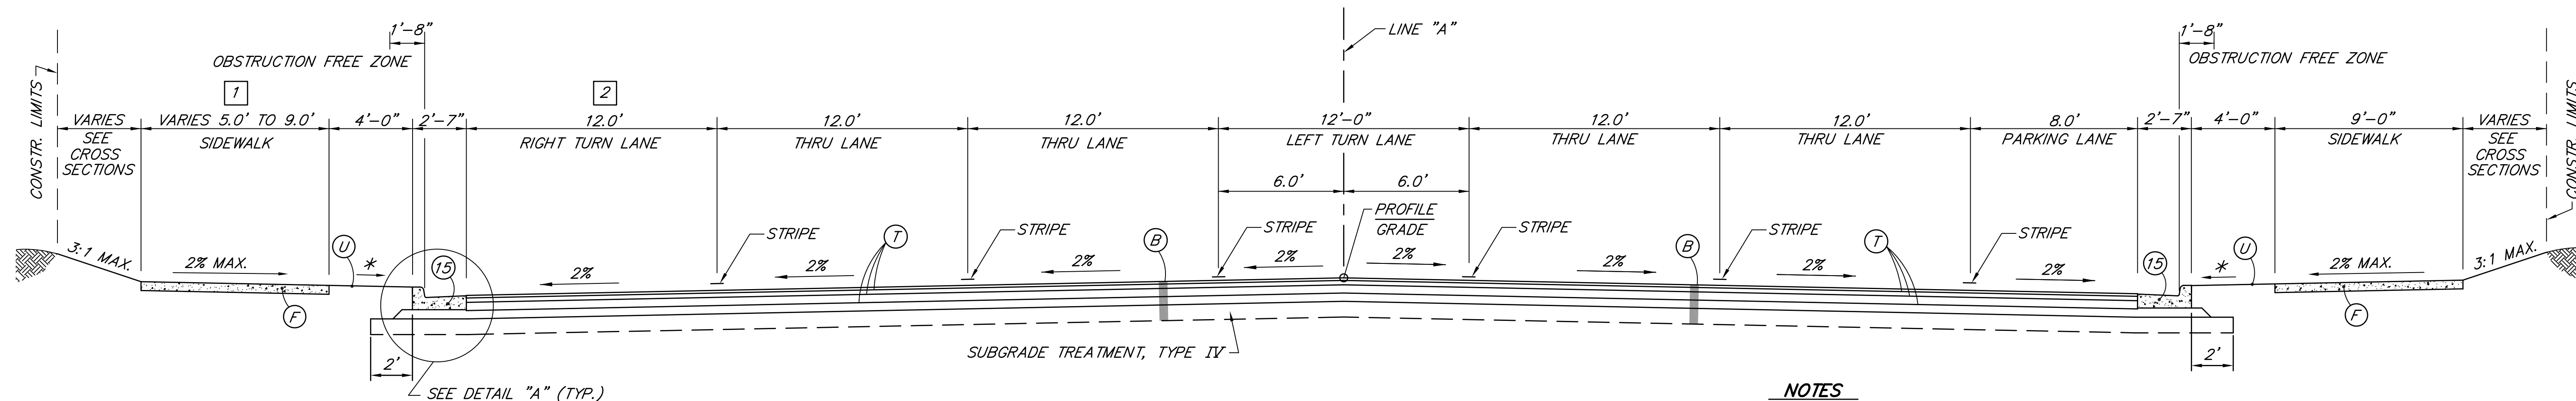 1'-8"
LINE "A"
1'-8"
OBSTRUCTION FREE ZONE
OBSTRUCTION FREE ZONE
CONSTR. LIMITS
CONSTR. LIMITS
1
2
VARIES
VARIES 5.0' TO 9.0'
4'-0"
2'-7"
12.0'
12.0'
12.0'
12'-0"
12.0'
12.0'
8.0'
2'-7"
4'-0"
9'-0"
VARIES
SEE
CROSS
SECTIONS
SIDEWALK
RIGHT TURN LANE
THRU LANE
THRU LANE
LEFT TURN LANE
THRU LANE
THRU LANE
PARKING LANE
SIDEWALK
SEE
CROSS
SECTIONS
6.0'
6.0'
PROFILE
GRADE
3:1 MAX.
2% MAX.
U
*
15
2%
STRIPE
T
2%
STRIPE
2%
B
STRIPE
2%
2%
STRIPE
2%
B
STRIPE
2%
T
STRIPE
2%
15
*
U
2% MAX.
3:1 MAX.
F
F
2'
2'
SUBGRADE TREATMENT, TYPE IV
SEE DETAIL "A" (TYP.)
NOTES